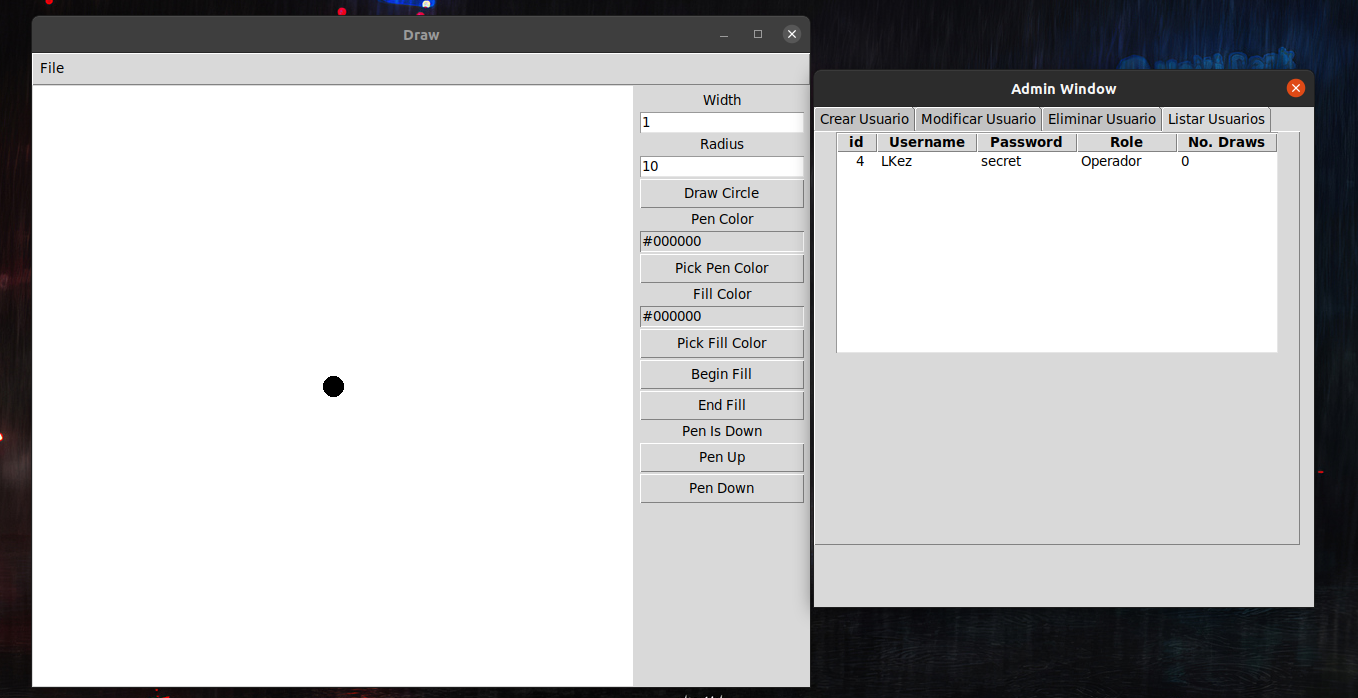 Draw
File
Width
1
Radius
10
Draw Circle
Pen Color
#000000
Pick Pen Color
Fill Color
#000000
Pick Fill Color
Begin Fill
End Fill
Pen Is Down
Pen Up
Pen Down
Admin Window
Crear Usuario Modificar Usuario Eliminar Usuario Listar Usuarios
id Username Password Role No. Draws
4 LKez secret Operador 0